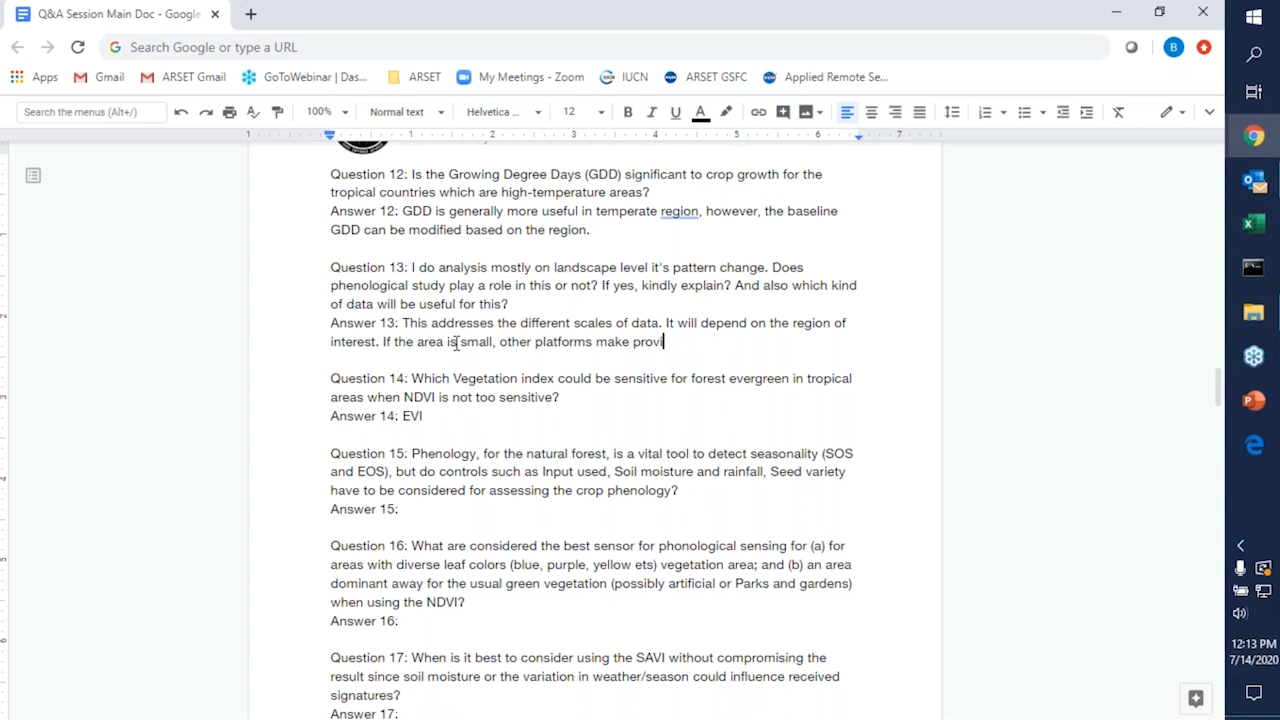 Q&A Session Main Doc - Google
Search Google or type a URL
B
Apps
Gmail
ARSET Gmail
GoToWebinar | Das...
ARSET
My Meetings - Zoom
IUCN
ARSET GSFC
Applied Remote Se...
Search the menus (Alt+/)
100%
Normal text
Helvetica ...
12
B I U A
1 1 2 3 4 5 6 7
Question 12: Is the Growing Degree Days (GDD) significant to crop growth for the
tropical countries which are high-temperature areas?
Answer 12: GDD is generally more useful in temperate region, however, the baseline
GDD can be modified based on the region.
Question 13: I do analysis mostly on landscape level it's pattern change. Does
phenological study play a role in this or not? If yes, kindly explain? And also which kind
of data will be useful for this?
Answer 13: This addresses the different scales of data. It will depend on the region of
interest. If the area is small, other platforms make provi
Question 14: Which Vegetation index could be sensitive for forest evergreen in tropical
areas when NDVI is not too sensitive?
Answer 14: EVI
Question 15: Phenology, for the natural forest, is a vital tool to detect seasonality (SOS
and EOS), but do controls such as Input used, Soil moisture and rainfall, Seed variety
have to be considered for assessing the crop phenology?
Answer 15:
Question 16: What are considered the best sensor for phonological sensing for (a) for
areas with diverse leaf colors (blue, purple, yellow ets) vegetation area; and (b) an area
dominant away for the usual green vegetation (possibly artificial or Parks and gardens)
when using the NDVI?
Answer 16:
Question 17: When is it best to consider using the SAVI without compromising the
result since soil moisture or the variation in weather/season could influence received
signatures?
Answer 17:
12:13 PM
7/14/2020